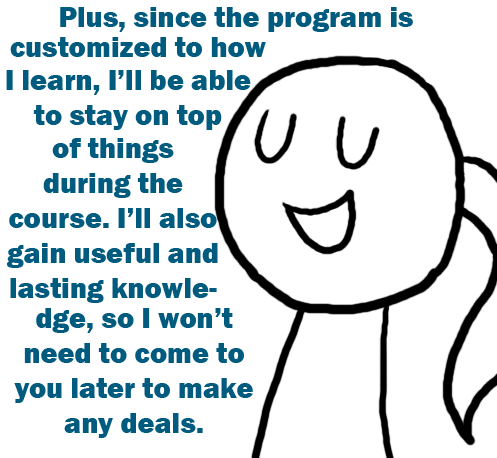 Plus, since the program is
customized to how
I learn, I'll be able
to stay on top
of things
during the
course. I'll also
gain useful and
lasting knowle-
dge, so I won't
need to come to
you later to make
any deals.